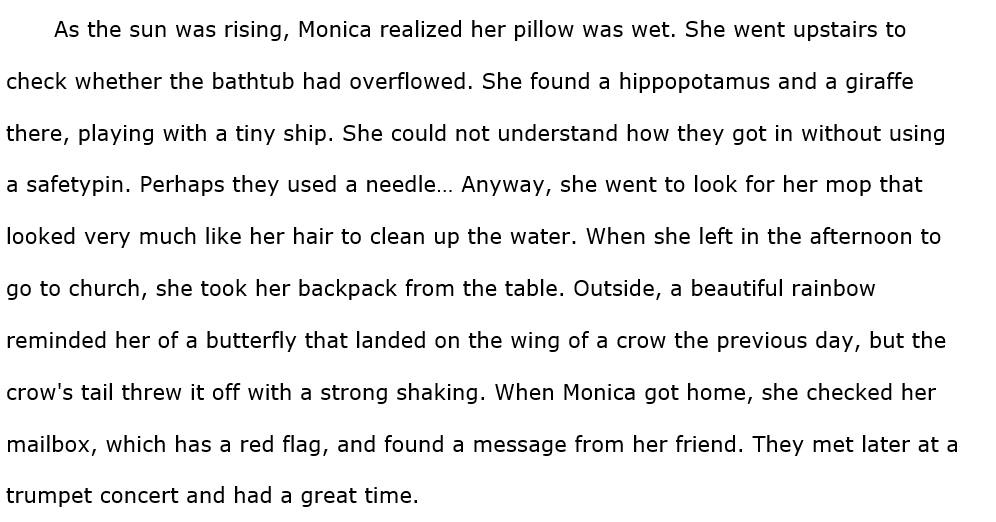 As the sun was rising, Monica realized her pillow was wet. She went upstairs to
check whether the bathtub had overflowed. She found a hippopotamus and a giraffe
there, playing with a tiny ship. She could not understand how they got in without using
a safetypin. Perhaps they used a needle… Anyway, she went to look for her mop that
looked very much like her hair to clean up the water. When she left in the afternoon to
go to church, she took her backpack from the table. Outside, a beautiful rainbow
reminded her of a butterfly that landed on the wing of a crow the previous day, but the
crow's tail threw it off with a strong shaking. When Monica got home, she checked her
mailbox, which has a red flag, and found a message from her friend. They met later at a
trumpet concert and had a great time.